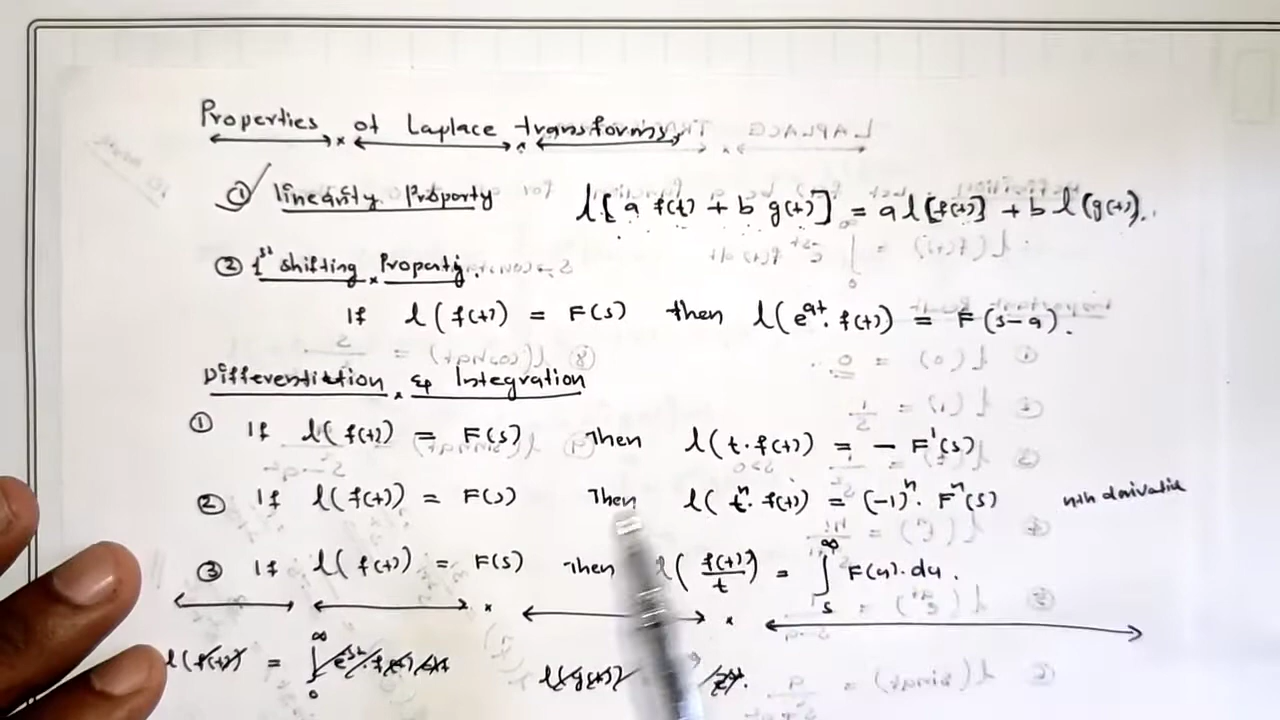 Properties of Laplace transforms
① linearity Property l[a f(t) + b g(t)] = a l[f(t)] + b l(g(t)).
② 1st shifting Property.
If l(f(t)) = F(s) then l(e^at . f(t)) = F(s-a).
Differentiation & Integration
① If l(f(t)) = F(s) Then l(t.f(t)) = - F'(s)
② If l(f(t)) = F(s) Then l(t^n. f(t)) = (-1)^n . F^n(s) nth derivative
③ If l(f(t)) = F(s) Then l(f(t)/t) = ∫_s^∞ F(u).du.
l(f(t)) = ∫_0^∞